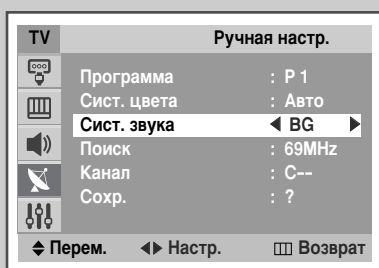 TV Ручная настр.
Программа : P 1
Сист. цвета : Авто
Сист. звука ◀ BG ▶
Поиск : 69MHz
Канал : C--
Сохр. : ?
Перем. Настр. Возврат